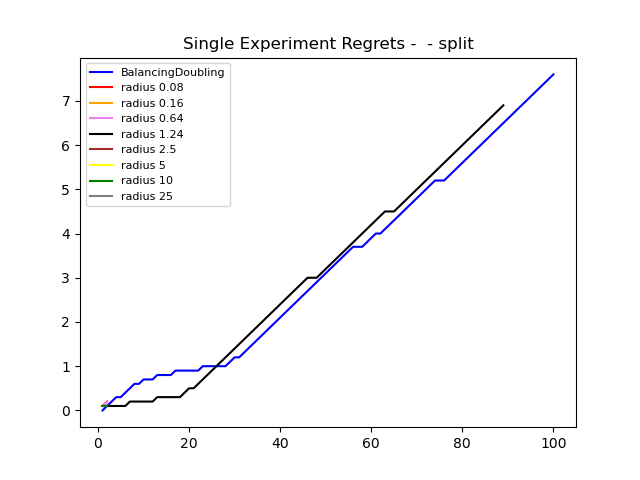 Single Experiment Regrets -  - split
BalancingDoubling
radius 0.08
radius 0.16
radius 0.64
radius 1.24
radius 2.5
radius 5
radius 10
radius 25
7
6
5
4
3
2
1
0
0 20 40 60 80 100